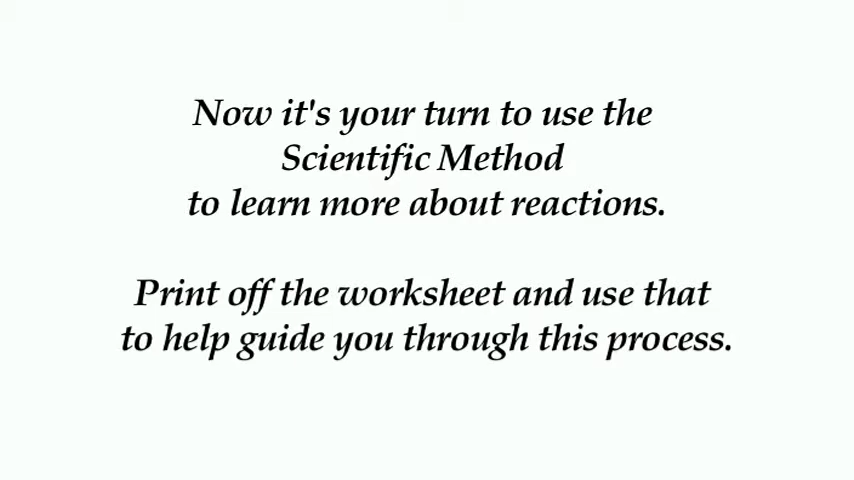 Now it's your turn to use the
Scientific Method
to learn more about reactions.
Print off the worksheet and use that
to help guide you through this process.